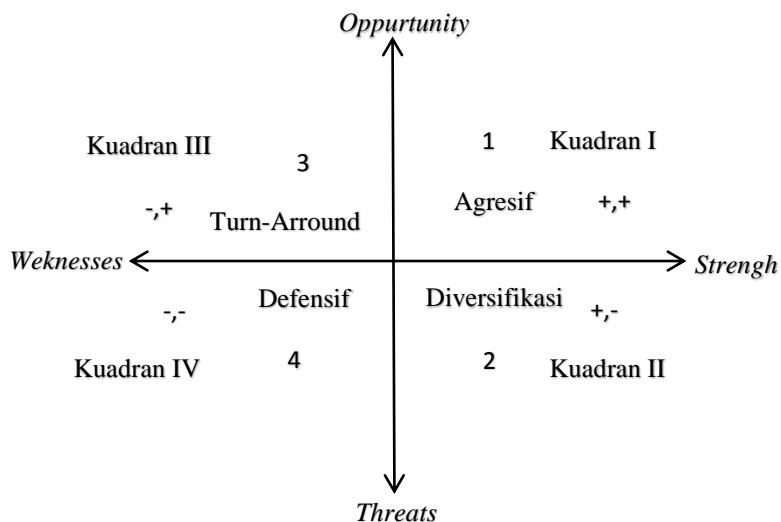 Oppurtunity
Kuadran III
3
1
Kuadran I
-,+
Turn-Arround
Agresif
+,+
Weknesses
Strengh
-,-
Defensif
Diversifikasi
+,-
Kuadran IV
4
2
Kuadran II
Threats